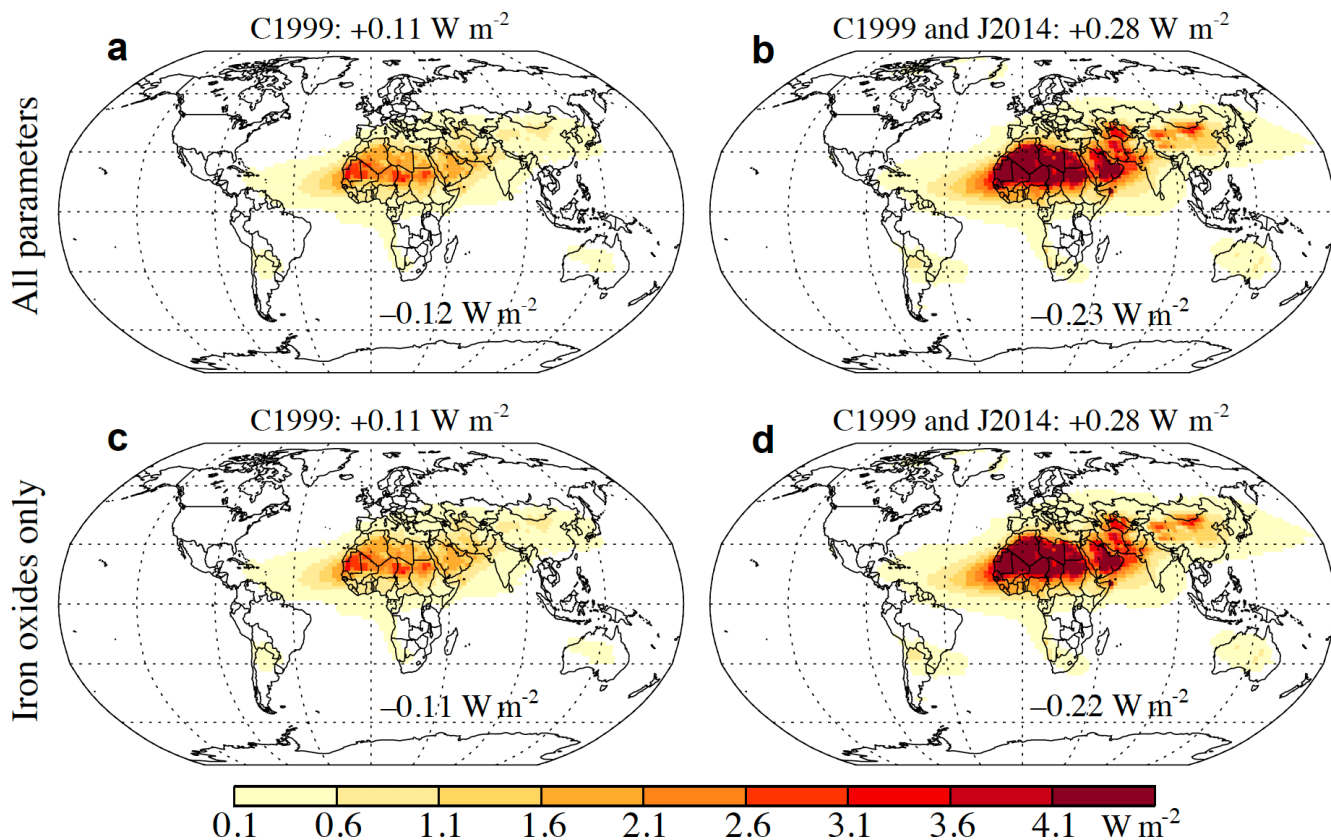 a
C1999: +0.11 W m⁻²
b
C1999 and J2014: +0.28 W m⁻²
All parameters
–0.12 W m⁻²
–0.23 W m⁻²
c
C1999: +0.11 W m⁻²
d
C1999 and J2014: +0.28 W m⁻²
Iron oxides only
–0.11 W m⁻²
–0.22 W m⁻²
0.1 0.6 1.1 1.6 2.1 2.6 3.1 3.6 4.1 W m⁻²